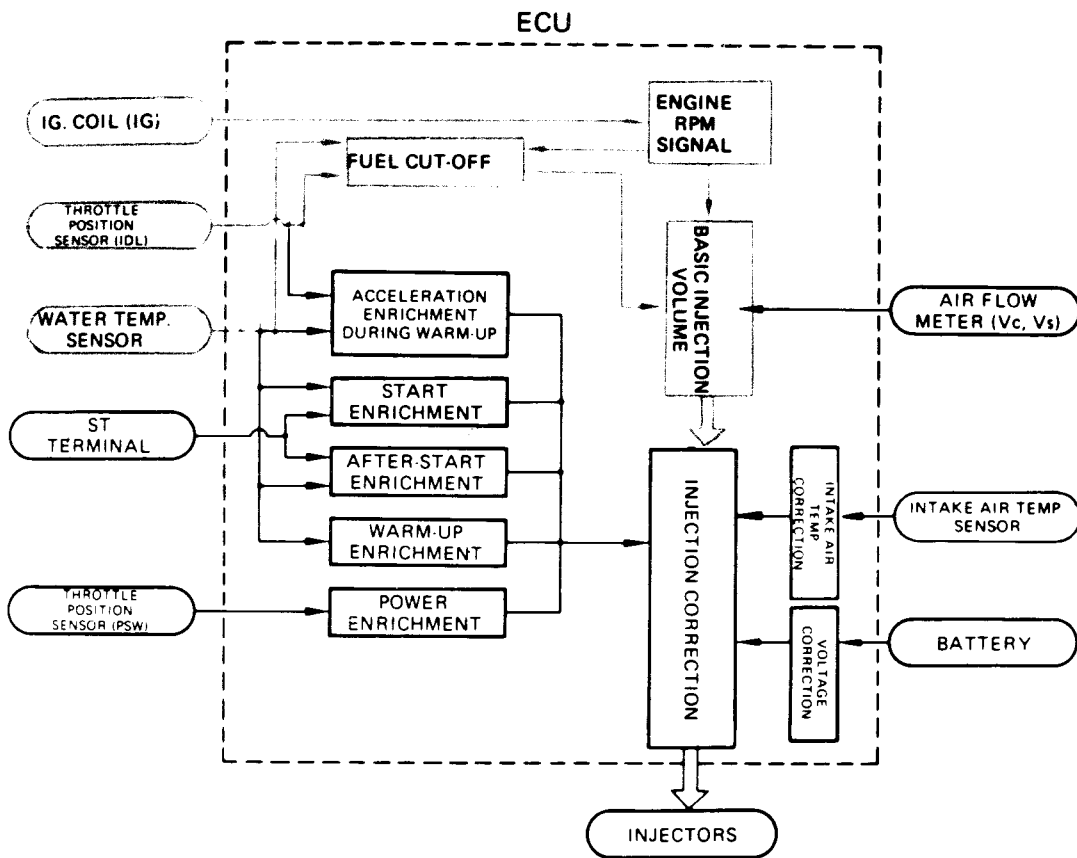 ECU
IG. COIL (IG)
ENGINE
RPM
SIGNAL
FUEL CUT-OFF
THROTTLE
POSITION
SENSOR (IDL)
BASIC INJECTION
VOLUME
ACCELERATION
ENRICHMENT
DURING WARM-UP
WATER TEMP.
SENSOR
AIR FLOW
METER (Vc, Vs)
START
ENRICHMENT
ST
TERMINAL
AFTER-START
ENRICHMENT
INJECTION CORRECTION
INTAKE AIR
TEMP
CORRECTION
INTAKE AIR TEMP
SENSOR
WARM-UP
ENRICHMENT
THROTTLE
POSITION
SENSOR (PSW)
POWER
ENRICHMENT
VOLTAGE
CORRECTION
BATTERY
INJECTORS